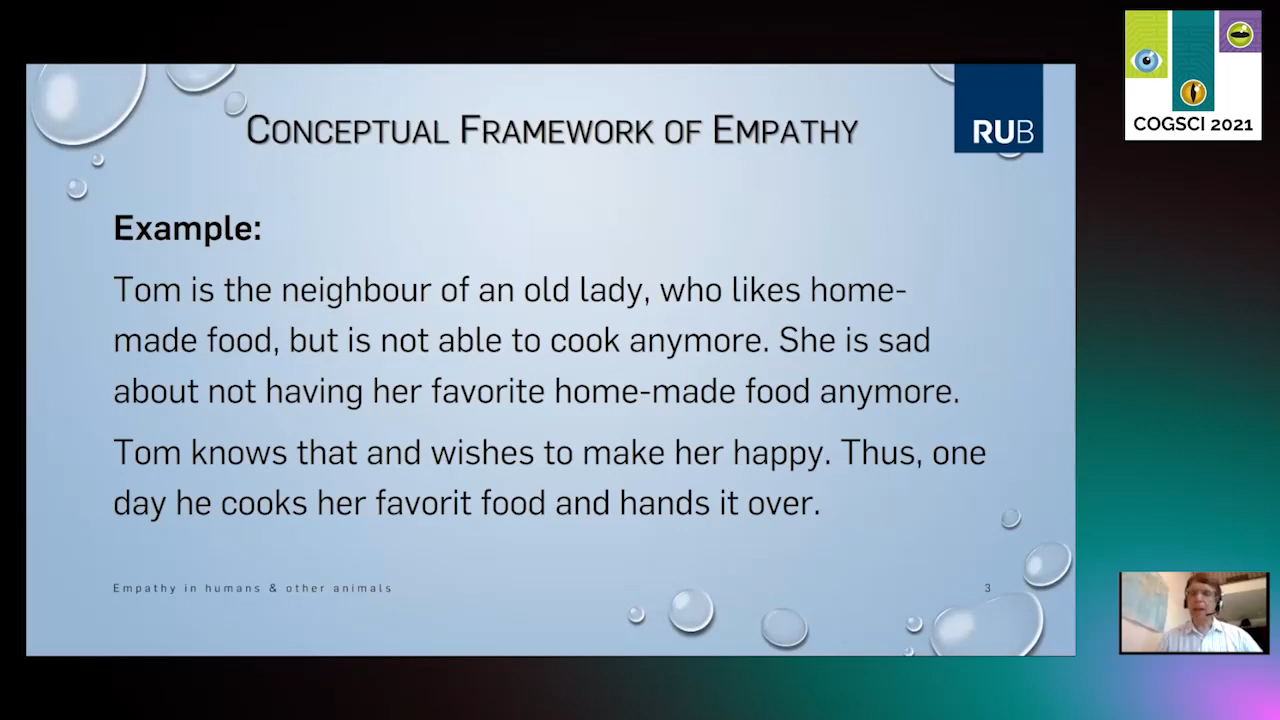 CONCEPTUAL FRAMEWORK OF EMPATHY
RUB
COGSCI 2021
Example:
Tom is the neighbour of an old lady, who likes home-
made food, but is not able to cook anymore. She is sad
about not having her favorite home-made food anymore.
Tom knows that and wishes to make her happy. Thus, one
day he cooks her favorit food and hands it over.
Empathy in humans & other animals
3